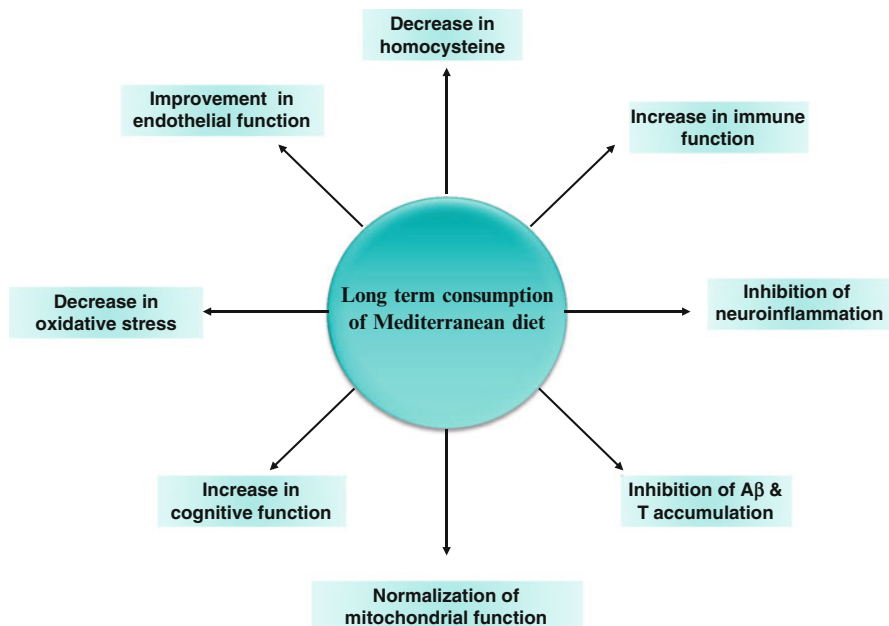 Decrease in
homocysteine
Improvement in
endothelial function
Increase in immune
function
Decrease in
oxidative stress
Long term consumption
of Mediterranean diet
Inhibition of
neuroinflammation
Increase in
cognitive function
Inhibition of Aβ &
T accumulation
Normalization of
mitochondrial function